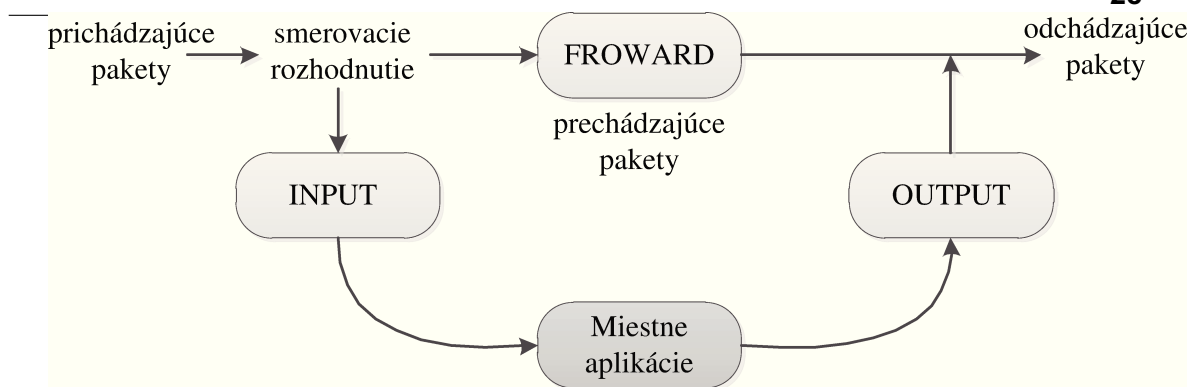 prichádzajúce
pakety
smerovacie
rozhodnutie
FROWARD
odchádzajúce
pakety
prechádzajúce
pakety
INPUT
OUTPUT
Miestne
aplikácie